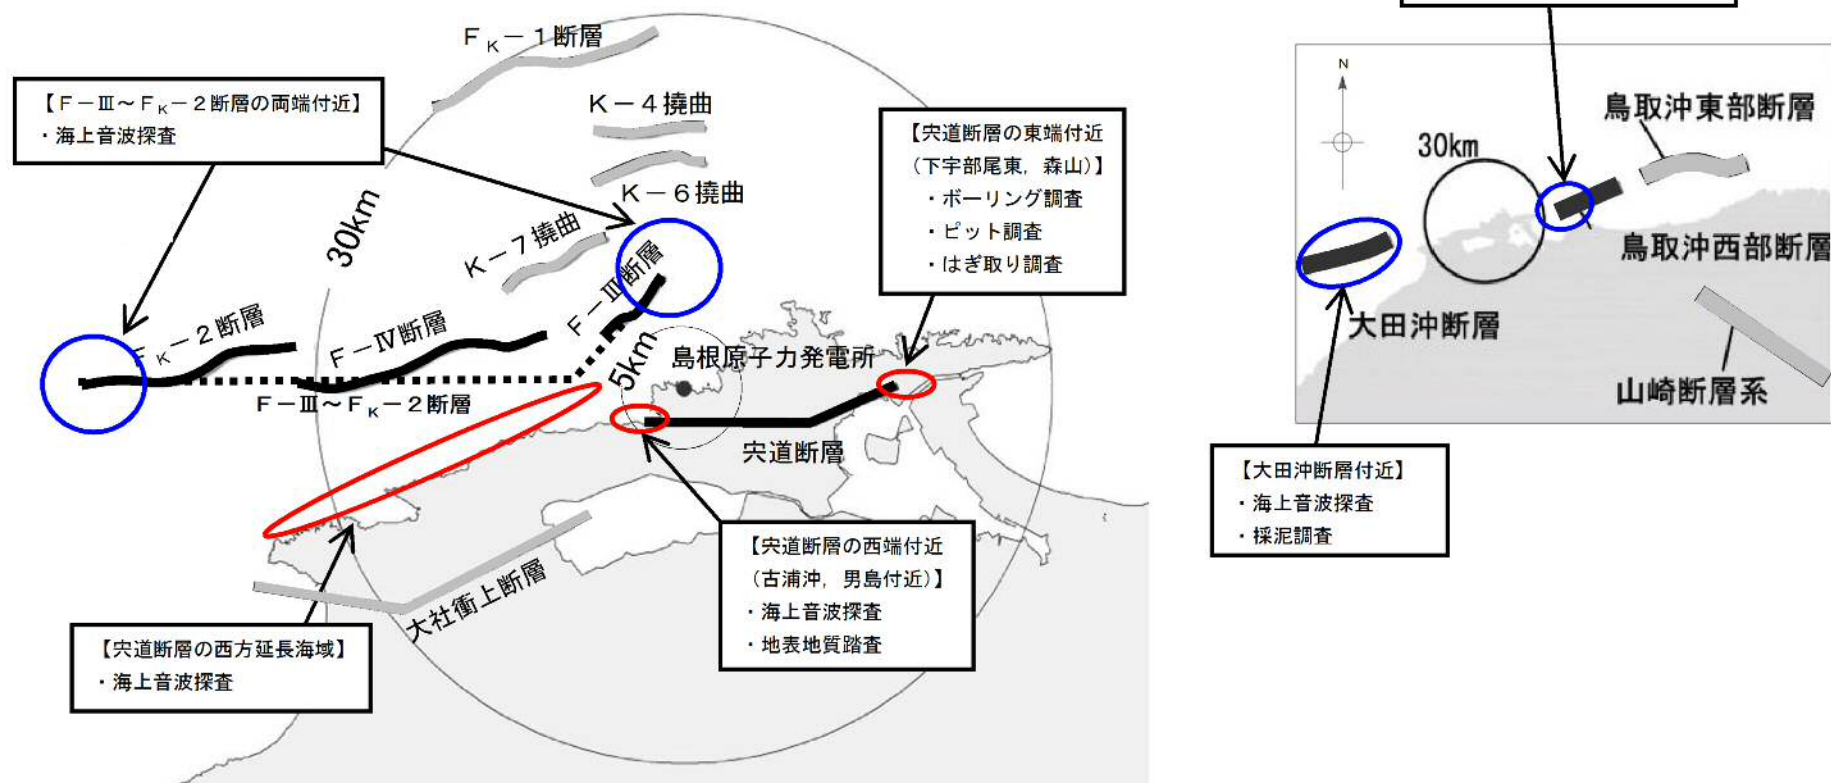 FK－1断層
【F－Ⅲ～FK－2断層の両端付近】
・海上音波探査
K－4撓曲
K－6撓曲
K－7撓曲
30km
【宍道断層の東端付近
（下宇部尾東，森山）】
・ボーリング調査
・ピット調査
・はぎ取り調査
FK－2断層
F－Ⅳ断層
F－Ⅲ断層
F－Ⅲ～FK－2断層
5km
島根原子力発電所
宍道断層
大社衝上断層
【宍道断層の西方延長海域】
・海上音波探査
【宍道断層の西端付近
（古浦沖，男島付近）】
・海上音波探査
・地表地質踏査
N
30km
鳥取沖東部断層
鳥取沖西部断層
大田沖断層
山崎断層系
【大田沖断層付近】
・海上音波探査
・採泥調査